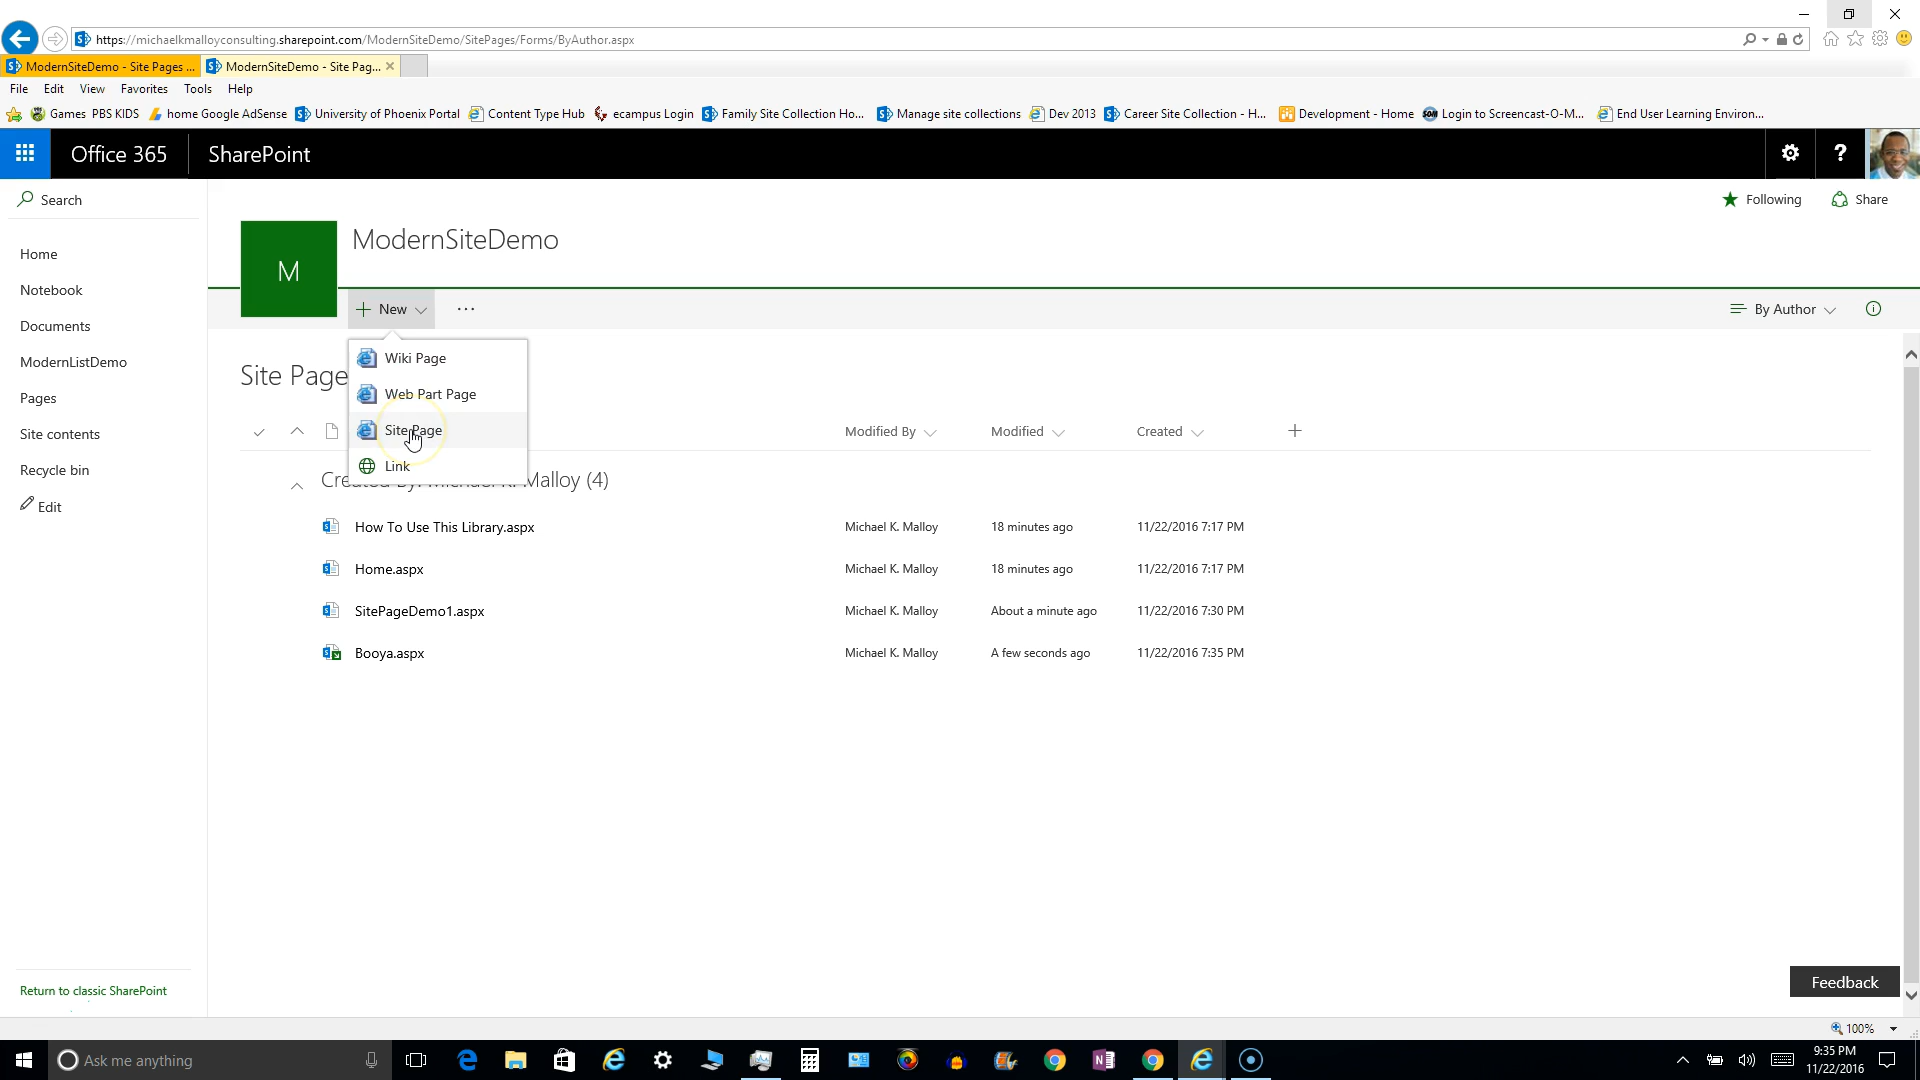 https://michaelkmalloyconsulting.sharepoint.com/ModernSiteDemo/SitePages/Forms/ByAuthor.aspx
ModernSiteDemo - Site Pages ... ModernSiteDemo - Site Pag...
File Edit View Favorites Tools Help
Games PBS KIDS home Google AdSense University of Phoenix Portal Content Type Hub ecampus Login Family Site Collection Ho... Manage site collections Dev 2013 Career Site Collection - H... Development - Home Login to Screencast-O-M... End User Learning Environ...
Office 365 SharePoint ?
Search Following Share
ModernSiteDemo
M
Home
Notebook
New ... By Author
Documents
Wiki Page
ModernListDemo
Site Page
Web Part Page
Pages
Site Page
Modified By Modified Created
Site contents
Link
Recycle bin
Malloy (4)
Edit
How To Use This Library.aspx Michael K. Malloy 18 minutes ago 11/22/2016 7:17 PM
Home.aspx Michael K. Malloy 18 minutes ago 11/22/2016 7:17 PM
SitePageDemo1.aspx Michael K. Malloy About a minute ago 11/22/2016 7:30 PM
Booya.aspx Michael K. Malloy A few seconds ago 11/22/2016 7:35 PM
Return to classic SharePoint
Feedback
100%
Ask me anything
9:35 PM
11/22/2016